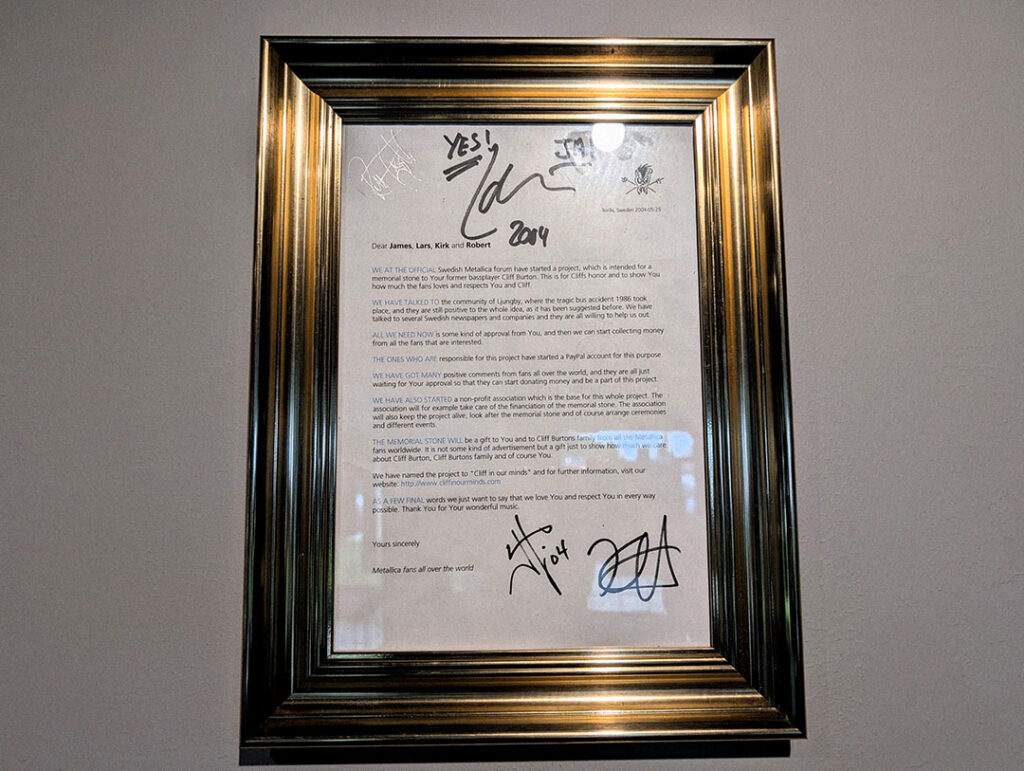 YES!
JM
Torås, Sweden 2004-05-25
2004
Dear James, Lars, Kirk and Robert
WE AT THE OFFICIAL Swedish Metallica forum have started a project, which is intended for a
memorial stone to Your former bassplayer Cliff Burton. This is for Cliffs honor and to show You
how much the fans loves and respects You and Cliff.
WE HAVE TALKED TO the community of Ljungby, where the tragic bus accident 1986 took
place, and they are still positive to the whole idea, as it has been suggested before. We have
talked to several Swedish newspapers and companies and they are all willing to help us out.
ALL WE NEED NOW is some kind of approval from You, and then we can start collecting money
from all the fans that are interested.
THE ONES WHO ARE responsible for this project have started a PayPal account for this purpose.
WE HAVE GOT MANY positive comments from fans all over the world, and they are all just
waiting for Your approval so that they can start donating money and be a part of this project.
WE HAVE ALSO STARTED a non-profit association which is the base for this whole project. The
association will for example take care of the financiation of the memorial stone. The association
will also keep the project alive, look after the memorial stone and of course arrange ceremonies
and different events.
THE MEMORIAL STONE WILL be a gift to You and to Cliff Burtons family from all the Metallica
fans worldwide. It is not some kind of advertisement but a gift just to show how much we care
about Cliff Burton, Cliff Burtons family and of course You.
We have named the project to "Cliff in our minds" and for further information, visit our
website: http://www.cliffinourminds.com
AS A FEW FINAL words we just want to say that we love You and respect You in every way
possible. Thank You for Your wonderful music.
Yours sincerely
04
Metallica fans all over the world